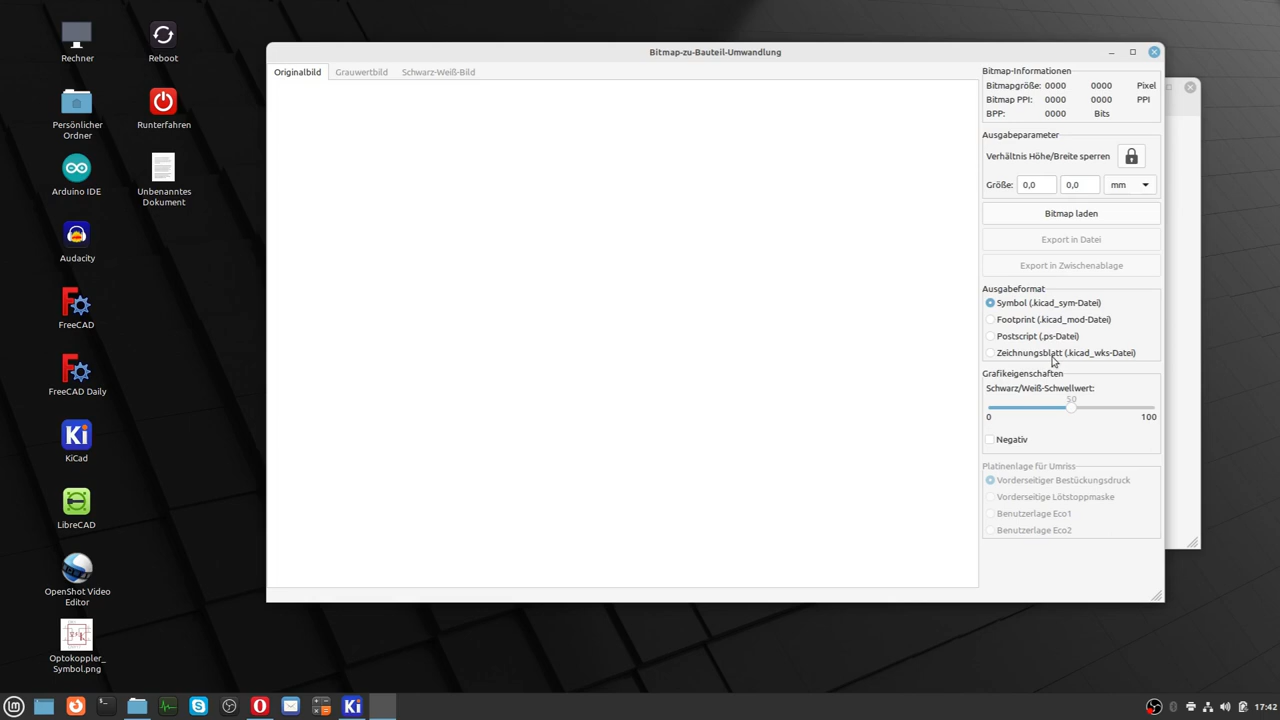 Rechner
Reboot
Persönlicher
Ordner
Runterfahren
Arduino IDE
Unbenanntes
Dokument
Audacity
FreeCAD
FreeCAD Daily
Ki
KiCad
LibreCAD
OpenShot Video
Editor
Optokoppler_
Symbol.png
Bitmap-zu-Bauteil-Umwandlung
Originalbild Grauwertbild Schwarz-Weiß-Bild
Bitmap-Informationen
Bitmapgröße: 0000 0000 Pixel
Bitmap PPI: 0000 0000 PPI
BPP: 0000 Bits
Ausgabeparameter
Verhältnis Höhe/Breite sperren
Größe: 0,0 0,0 mm
Bitmap laden
Export in Datei
Export in Zwischenablage
Ausgabeformat
Symbol (.kicad_sym-Datei)
Footprint (.kicad_mod-Datei)
Postscript (.ps-Datei)
Zeichnungsblatt (.kicad_wks-Datei)
Grafikeigenschaften
Schwarz/Weiß-Schwellwert:
50
0 100
Negativ
Platinenlage für Umriss
Vorderseitiger Bestückungsdruck
Vorderseitige Lötstoppmaske
Benutzerlage Eco1
Benutzerlage Eco2
Ki
17:42